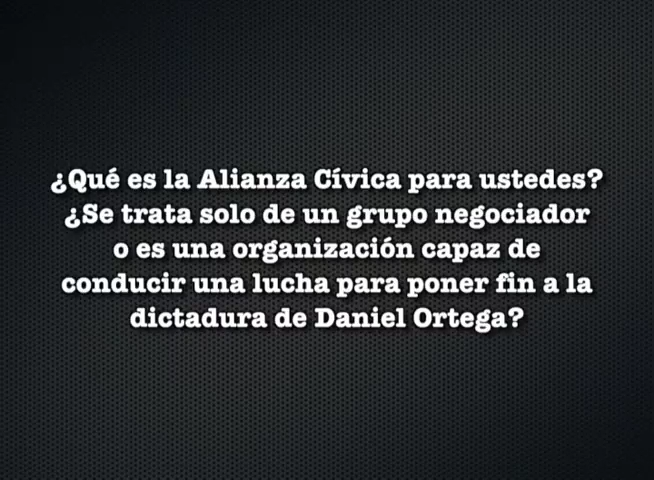 ¿Qué es la Alianza Cívica para ustedes?
¿Se trata solo de un grupo negociador
o es una organización capaz de
conducir una lucha para poner fin a la
dictadura de Daniel Ortega?